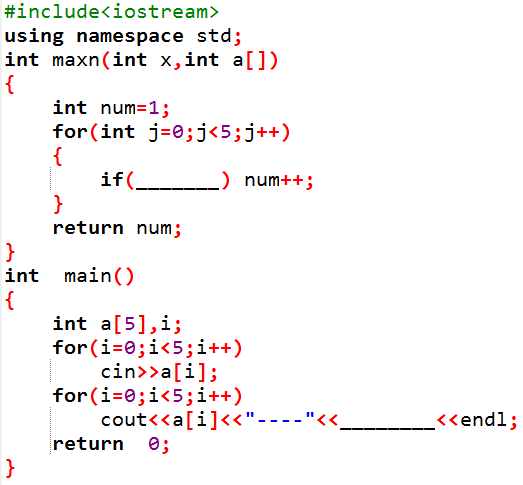 #include<iostream>
using namespace std;
int maxn(int x,int a[])
{
    int num=1;
    for(int j=0;j<5;j++)
    {
        if(_______) num++;
    }
    return num;
}
int  main()
{
    int a[5],i;
    for(i=0;i<5;i++)
        cin>>a[i];
    for(i=0;i<5;i++)
        cout<<a[i]<<"----"<<________<<endl;
    return  0;
}